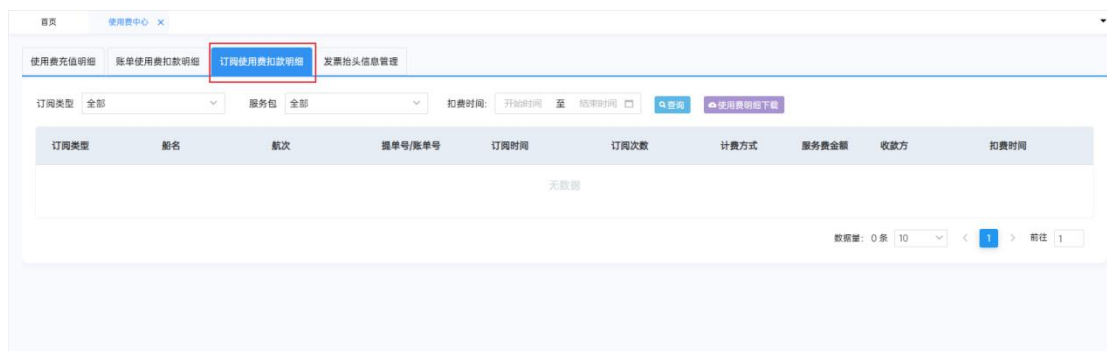 首页 使用费中心 ×
使用费充值明细 账单使用费扣款明细 订阅使用费扣款明细 发票抬头信息管理
订阅类型 全部 服务包 全部 扣费时间: 开始时间 至 结束时间 查询 使用费明细下载
订阅类型 船名 航次 提单号/账单号 订阅时间 订阅次数 计费方式 服务费金额 收款方 扣费时间
无数据
数据量: 0 条 10 < 1 > 前往 1